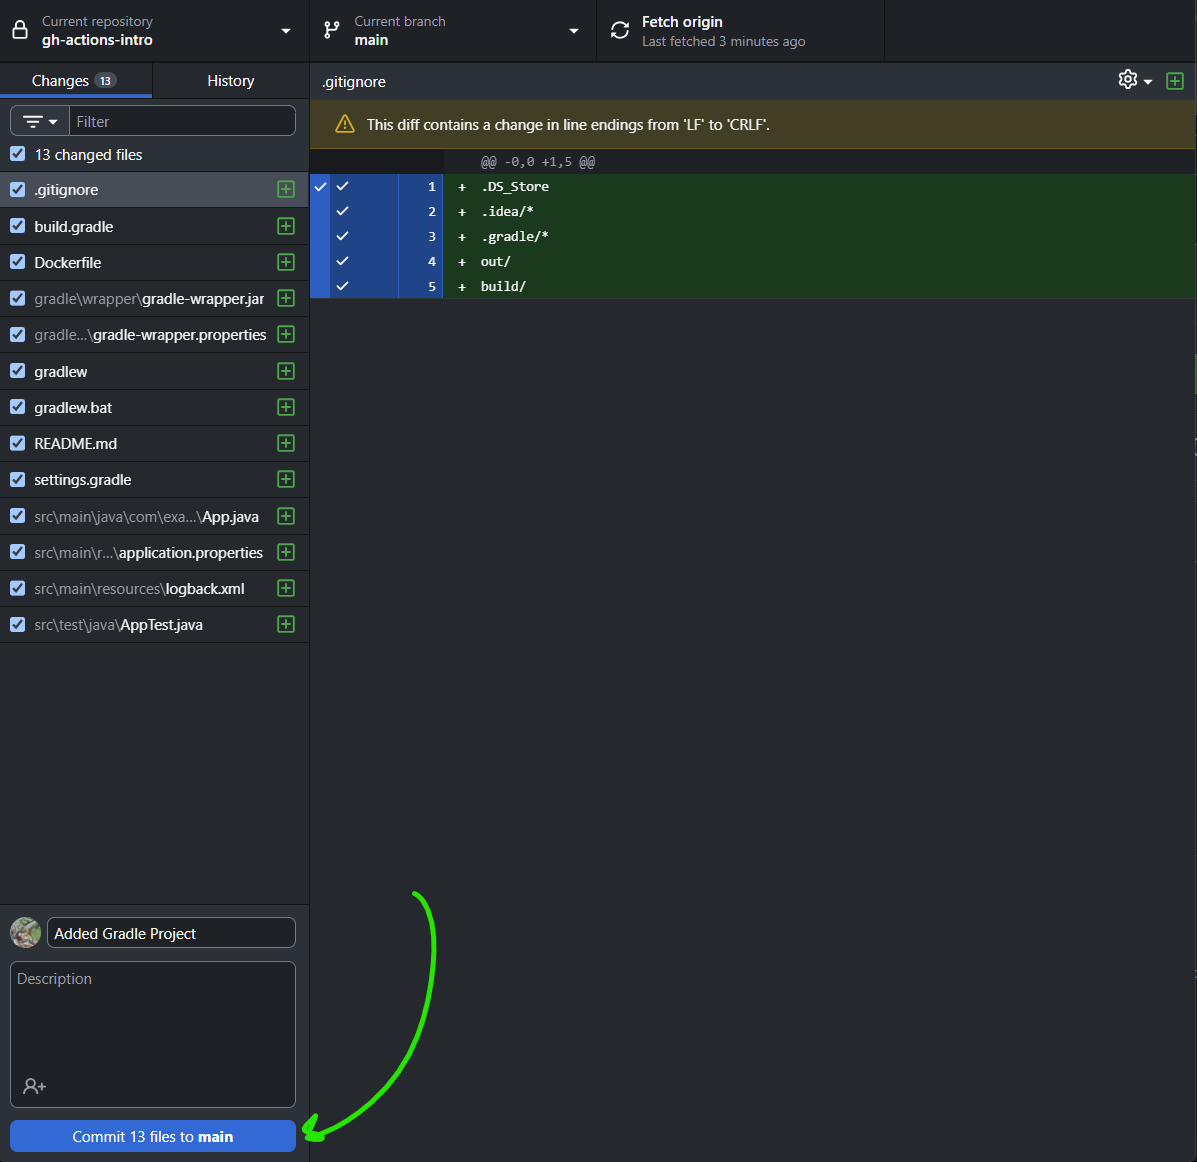 Current repository
gh-actions-intro
Current branch
main
Fetch origin
Last fetched 3 minutes ago
Changes 13
History
Filter
13 changed files
.gitignore
build.gradle
Dockerfile
gradle\wrapper\gradle-wrapper.jar
gradle...\gradle-wrapper.properties
gradlew
gradlew.bat
README.md
settings.gradle
src\main\java\com\exa...\App.java
src\main\r...\application.properties
src\main\resources\logback.xml
src\test\java\AppTest.java
Added Gradle Project
Description
Commit 13 files to main
.gitignore
This diff contains a change in line endings from 'LF' to 'CRLF'.
@@ -0,0 +1,5 @@
1 + .DS_Store
2 + .idea/*
3 + .gradle/*
4 + out/
5 + build/